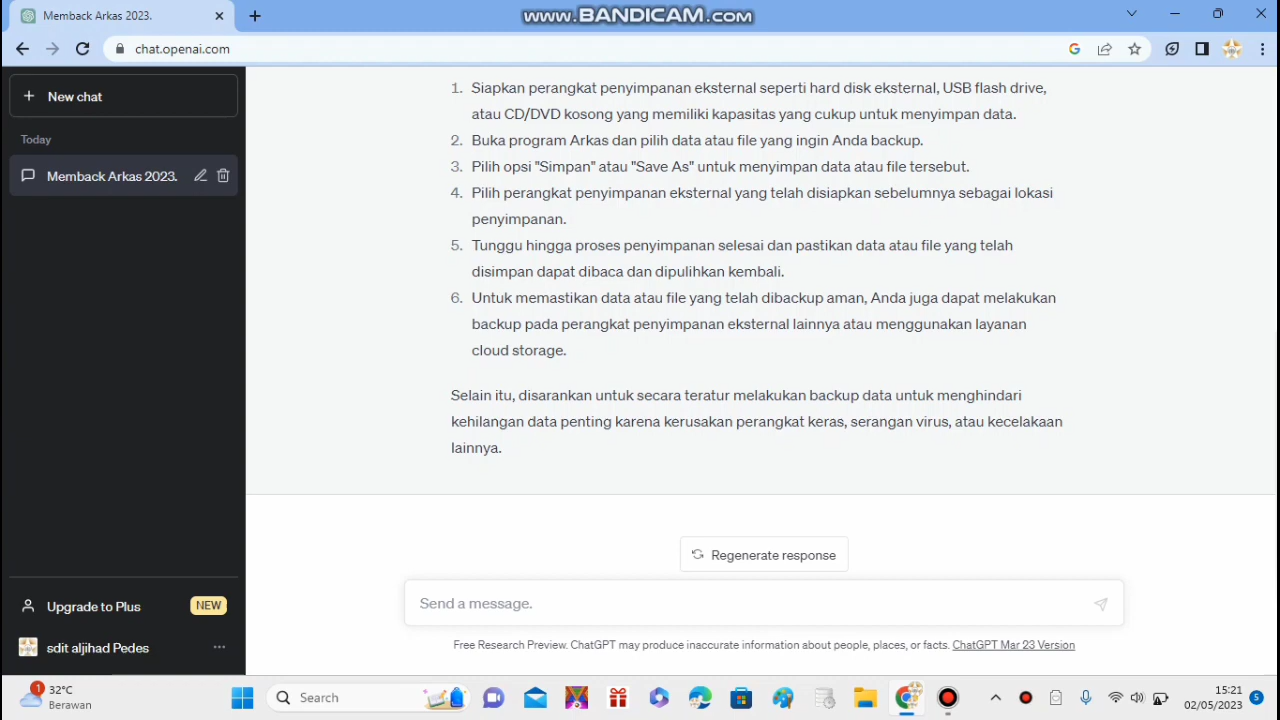 Memback Arkas 2023.
www.BANDICAM.com
chat.openai.com
New chat
Today
Memback Arkas 2023.
1. Siapkan perangkat penyimpanan eksternal seperti hard disk eksternal, USB flash drive,
atau CD/DVD kosong yang memiliki kapasitas yang cukup untuk menyimpan data.
2. Buka program Arkas dan pilih data atau file yang ingin Anda backup.
3. Pilih opsi "Simpan" atau "Save As" untuk menyimpan data atau file tersebut.
4. Pilih perangkat penyimpanan eksternal yang telah disiapkan sebelumnya sebagai lokasi
penyimpanan.
5. Tunggu hingga proses penyimpanan selesai dan pastikan data atau file yang telah
disimpan dapat dibaca dan dipulihkan kembali.
6. Untuk memastikan data atau file yang telah dibackup aman, Anda juga dapat melakukan
backup pada perangkat penyimpanan eksternal lainnya atau menggunakan layanan
cloud storage.
Selain itu, disarankan untuk secara teratur melakukan backup data untuk menghindari
kehilangan data penting karena kerusakan perangkat keras, serangan virus, atau kecelakaan
lainnya.
Regenerate response
Send a message.
Free Research Preview. ChatGPT may produce inaccurate information about people, places, or facts. ChatGPT Mar 23 Version
Upgrade to Plus NEW
sdit aljihad Pedes
1
32°C
Berawan
Search
15:21
02/05/2023
5